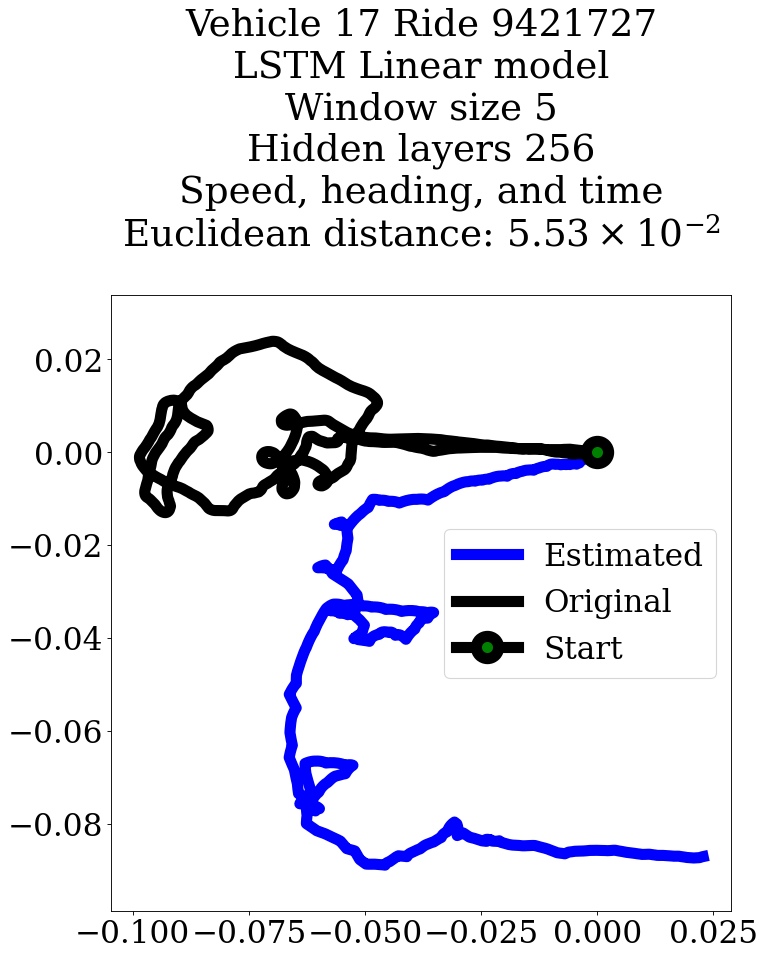 Vehicle 17 Ride 9421727
LSTM Linear model
Window size 5
Hidden layers 256
Speed, heading, and time
Euclidean distance: 5.53 × 10⁻²
0.02
0.00
−0.02
−0.04
−0.06
−0.08
Estimated
Original
Start
−0.100 −0.075 −0.050 −0.025 0.000 0.025